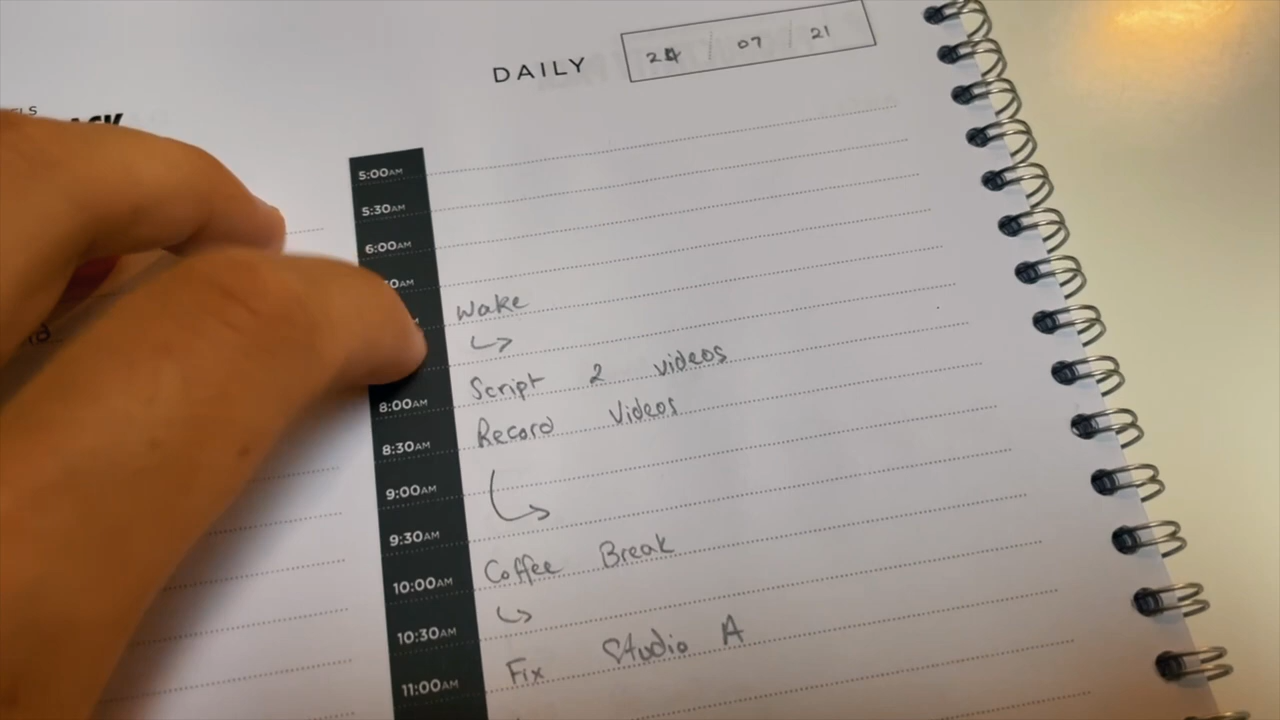 DAILY 24 / 07 / 21
5:00AM
5:30AM
6:00AM
Wake
8:00AM Script 2 videos
8:30AM Record Videos
9:00AM
9:30AM
10:00AM Coffee Break
10:30AM
11:00AM Fix Studio A